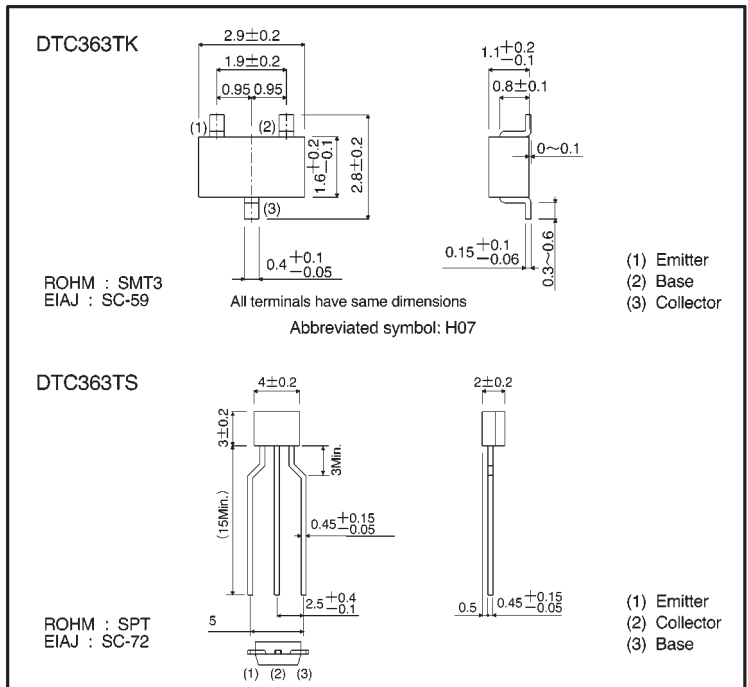 DTC363TK
2.9±0.2
1.9±0.2
0.95 0.95
(1)
(2)
(3)
1.6 +0.2 −0.1
2.8±0.2
0.4 +0.1 −0.05
1.1 +0.2 −0.1
0.8±0.1
0~0.1
0.15 +0.1 −0.06
0.3~0.6
ROHM : SMT3
EIAJ : SC-59
All terminals have same dimensions
Abbreviated symbol: H07
(1) Emitter
(2) Base
(3) Collector
DTC363TS
4±0.2
2±0.2
3±0.2
3Min.
(15Min.)
0.45 +0.15 −0.05
2.5 +0.4 −0.1
5
0.5
0.45 +0.15 −0.05
(1) (2) (3)
ROHM : SPT
EIAJ : SC-72
(1) Emitter
(2) Collector
(3) Base